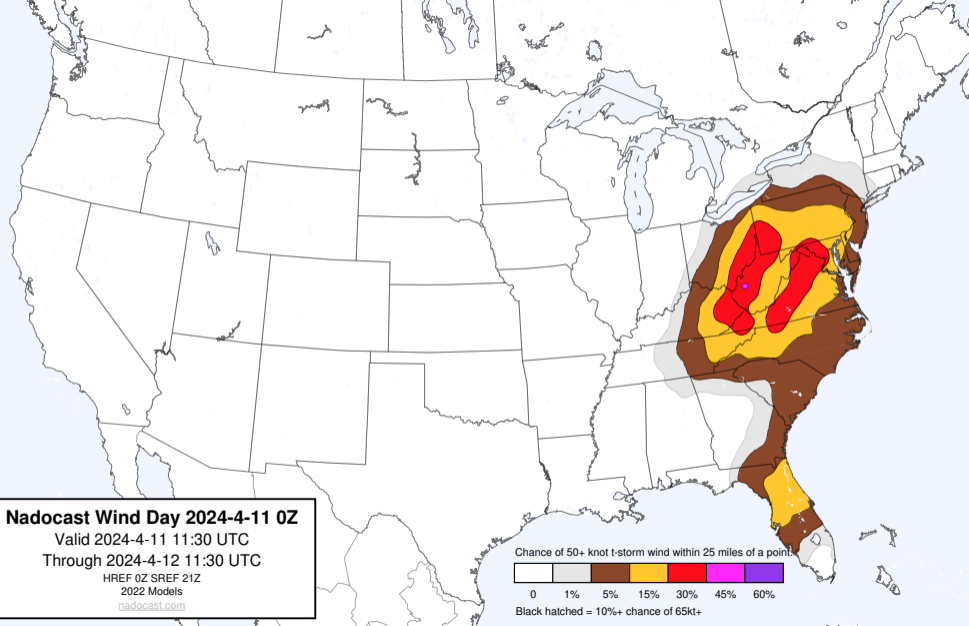 Nadocast Wind Day 2024-4-11 0Z
Valid 2024-4-11 11:30 UTC
Through 2024-4-12 11:30 UTC
HREF 0Z SREF 21Z
2022 Models
nadocast.com
Chance of 50+ knot t-storm wind within 25 miles of a point.
0 1% 5% 15% 30% 45% 60%
Black hatched = 10%+ chance of 65kt+